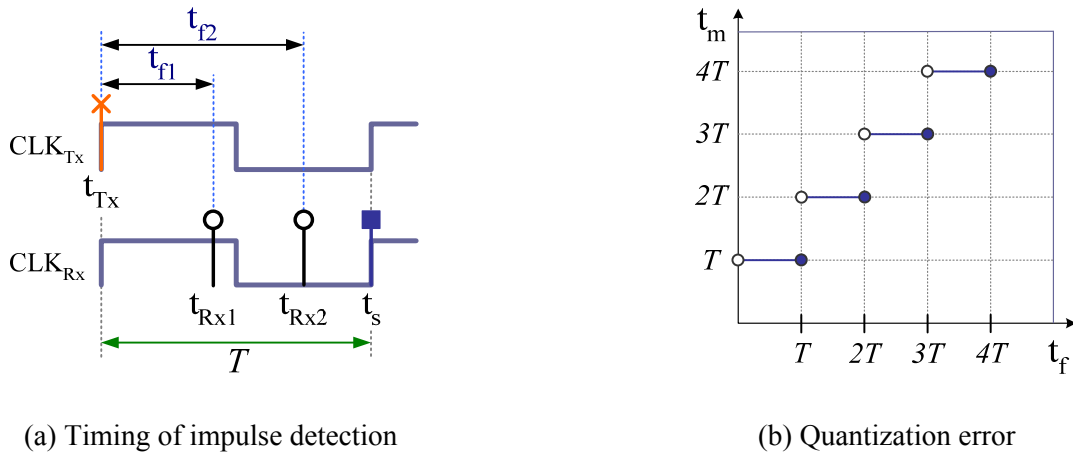 t_f2
t_f1
CLK_Tx
t_Tx
CLK_Rx
t_Rx1 t_Rx2 t_s
T
(a) Timing of impulse detection
t_m
4T
3T
2T
T
T 2T 3T 4T
t_f
(b) Quantization error